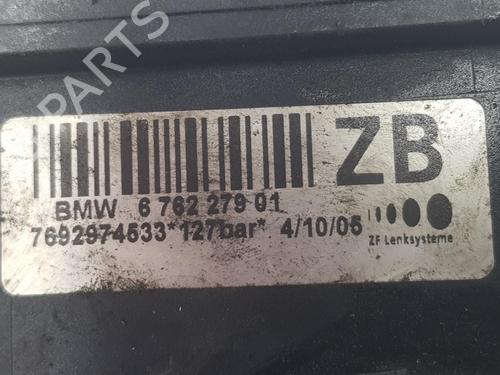 B-PARTS
ZB
BMW 6 762 279 01
7692974533*127bar* 4/10/05
ZF Lenksysteme